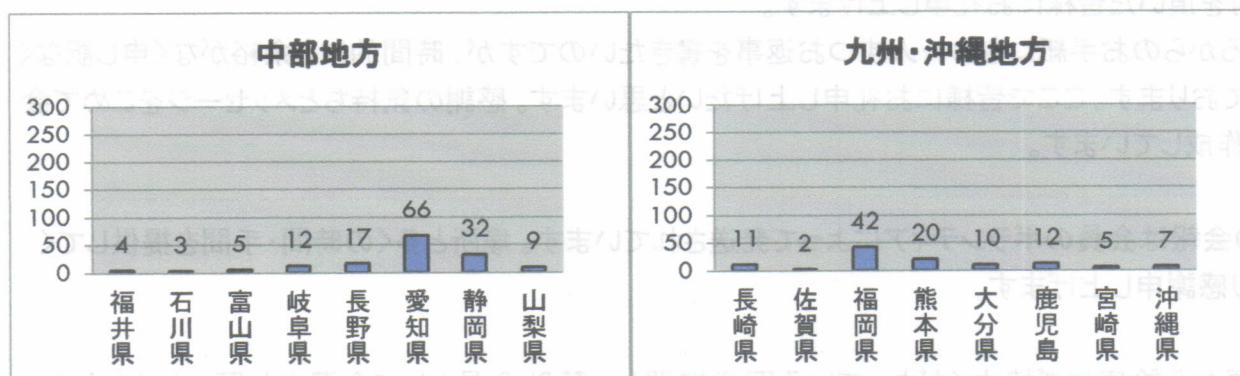 中部地方
300
250
200
150
100
50
0
4 3 5 12 17 66 32 9
福井県 石川県 富山県 岐阜県 長野県 愛知県 静岡県 山梨県
九州・沖縄地方
300
250
200
150
100
50
0
11 2 42 20 10 12 5 7
長崎県 佐賀県 福岡県 熊本県 大分県 鹿児島 宮崎県 沖縄県